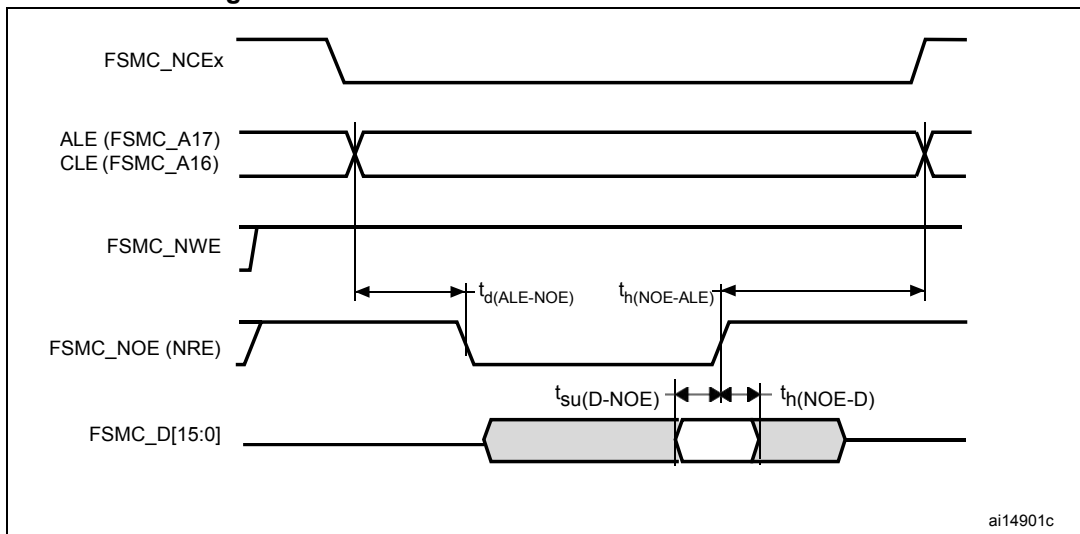 FSMC_NCEx
ALE (FSMC_A17)
CLE (FSMC_A16)
FSMC_NWE
td(ALE-NOE)
th(NOE-ALE)
FSMC_NOE (NRE)
tsu(D-NOE)
th(NOE-D)
FSMC_D[15:0]
ai14901c